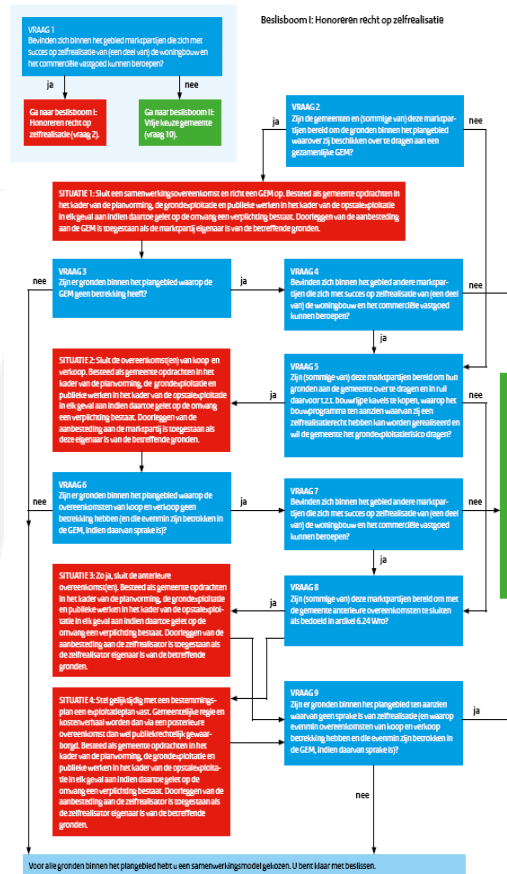 Beslisboom I: Honoreren recht op zelfrealisatie
VRAAG 1
Bevinden zich binnen het gebied marktpartijen die zich met
succes op zelfrealisatie van (een deel van) de woningbouw en
het commerciële vastgoed kunnen beroepen?
ja
nee
Ga naar beslisboom I:
Honoreren recht op
zelfrealisatie (vraag 2).
Ga naar beslisboom II:
Vrije keuze gemeente
(vraag 10).
VRAAG 2
Zijn de gemeenten en (sommige van) deze marktpar-
tijen bereid om de gronden binnen het plangebied
waarover zij beschikken over te dragen aan een
gezamenlijke GEM?
ja
nee
SITUATIE 1: Sluit een samenwerkingsovereenkomst en richt een GEM op. Besteed als gemeente opdrachten in
het kader van de planvorming, de grondexploitatie en publieke werken in het kader van de opstalexploitatie
in elk geval aan indien daartoe gelet op de omvang een verplichting bestaat. Doorleggen van de aanbesteding
aan de GEM is toegestaan als de marktpartij eigenaar is van de betreffende gronden.
VRAAG 3
Zijn er gronden binnen het plangebied waarop de
GEM geen betrekking heeft?
nee
ja
VRAAG 4
Bevinden zich binnen het gebied andere marktpar-
tijen die zich met succes op zelfrealisatie van (een deel
van) de woningbouw en het commerciële vastgoed
kunnen beroepen?
nee
ja
SITUATIE 2: Sluit de overeenkomst(en) van koop en
verkoop. Besteed als gemeente opdrachten in het
kader van de planvorming, de grondexploitatie en
publieke werken in het kader van de opstalexploitatie
in elk geval aan indien daartoe gelet op de omvang
een verplichting bestaat. Doorleggen van de
aanbesteding aan de marktpartij is toegestaan als
deze eigenaar is van de betreffende gronden.
VRAAG 5
Zijn (sommige van) deze marktpartijen bereid om hun
gronden aan de gemeente over te dragen en in ruil
daarvoor t.z.t. bouwrijpe kavels te kopen, waarop het
bouwprogramma ten aanzien waarvan zij een
zelfrealisatierecht hebben kan worden gerealiseerd en
wil de gemeente het grondexploitatierisico dragen?
ja
nee
VRAAG 6
Zijn er gronden binnen het plangebied waarop de
overeenkomsten van koop en verkoop geen
betrekking hebben (en die evenmin zijn betrokken in
de GEM, indien daarvan sprake is)?
nee
ja
VRAAG 7
Bevinden zich binnen het gebied andere marktpar-
tijen die zich met succes op zelfrealisatie van (een deel
van) de woningbouw en het commerciële vastgoed
kunnen beroepen?
nee
ja
SITUATIE 3: Zo ja, sluit de anterieure
overeenkomst(en). Besteed als gemeente opdrachten
in het kader van de planvorming, de grondexploitatie
en publieke werken in het kader van de opstalexploi-
tatie in elk geval aan indien daartoe gelet op de
omvang een verplichting bestaat. Doorleggen van de
aanbesteding aan de zelfrealisator is toegestaan als
de zelfrealisator eigenaar is van de betreffende
gronden.
VRAAG 8
Zijn (sommige van) deze marktpartijen bereid om met
de gemeente anterieure overeenkomsten te sluiten
als bedoeld in artikel 6.24 Wro?
ja
nee
SITUATIE 4: Stel gelijktijdig met een bestemmings-
plan een exploitatieplan vast. Gemeentelijke regie en
kostenverhaal worden dan via een posterieure
overeenkomst dan wel publiekrechtelijk gewaar-
borgd. Besteed als gemeente opdrachten in het kader
van de planvorming, de grondexploitatie en
publieke werken in het kader van de opstalexploita-
tie in elk geval aan indien daartoe gelet op de
omvang een verplichting bestaat. Doorleggen van de
aanbesteding aan de zelfrealisator is toegestaan als
de zelfrealisator eigenaar is van de betreffende
gronden.
VRAAG 9
Zijn er gronden binnen het plangebied ten aanzien
waarvan geen sprake is van zelfrealisatie (en waarop
evenmin overeenkomsten van koop en verkoop
betrekking hebben en die evenmin zijn betrokken in
de GEM, indien daarvan sprake is)?
ja
nee
Voor alle gronden binnen het plangebied hebt u een samenwerkingsmodel gekozen. U bent klaar met beslissen.